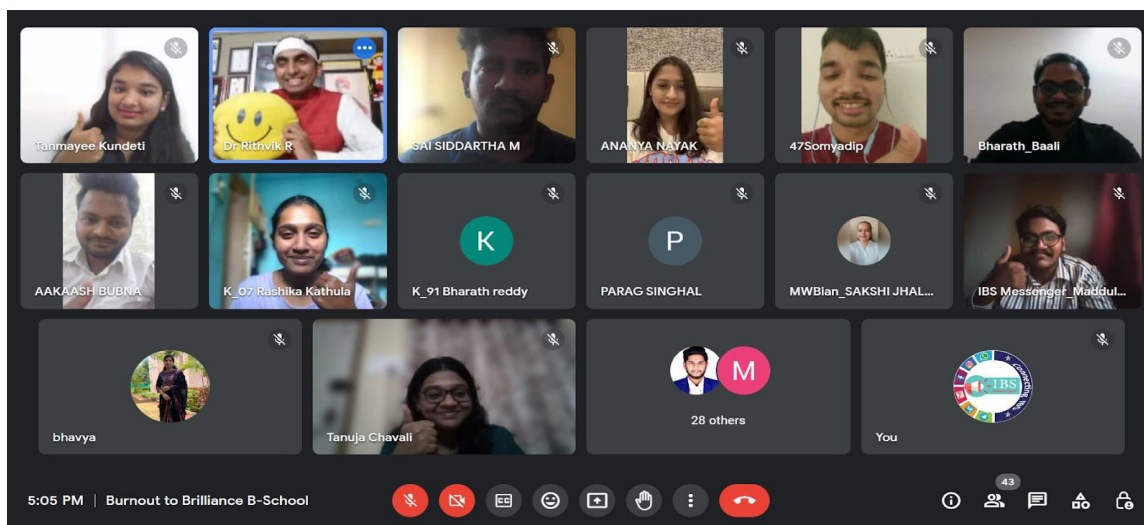 Tanmayee Kundeti
Dr Rithvik R
SAI SIDDARTHA M
ANANYA NAYAK
47Somyadip
Bharath_Baali
AAKAASH BUBNA
K_07 Rashika Kathula
K
K_91 Bharath reddy
P
PARAG SINGHAL
MWBian_SAKSHI JHAL...
IBS Messenger_Maddul...
bhavya
Tanuja Chavali
M
28 others
IBS
You
5:05 PM | Burnout to Brilliance B-School
CC
43